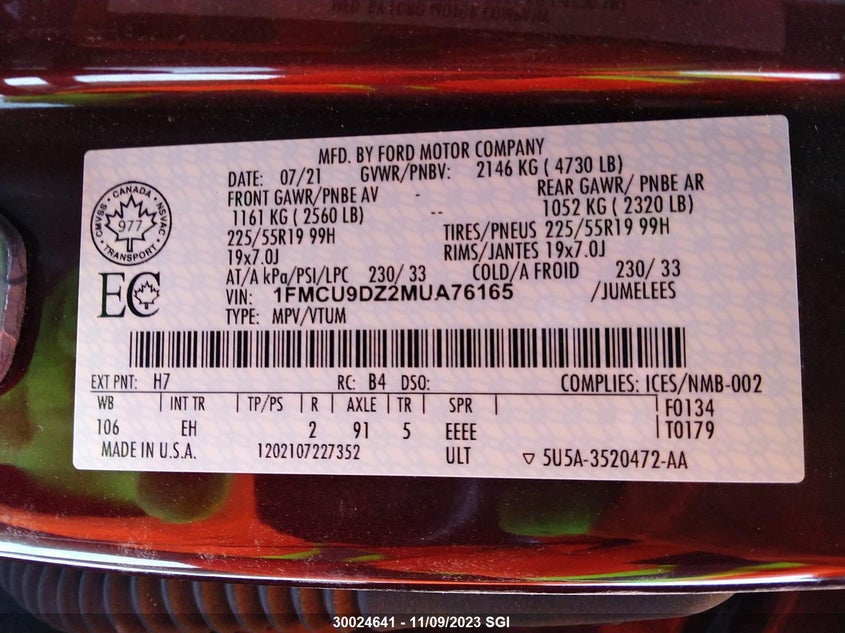 MFD. BY FORD MOTOR COMPANY
DATE: 07/21 GVWR/PNBV: 2146 KG ( 4730 LB)
FRONT GAWR/PNBE AV - REAR GAWR/ PNBE AR
1161 KG ( 2560 LB) -- 1052 KG ( 2320 LB)
225/55R19 99H TIRES/PNEUS 225/55R19 99H
19x7.0J RIMS/JANTES 19x7.0J
AT/A kPa/PSI/LPC 230/ 33 COLD/A FROID 230/ 33
VIN: 1FMCU9DZ2MUA76165 /JUMELEES
TYPE: MPV/VTUM
CANADA
CMVSS NSVAC
977
TRANSPORT
EC
EXT PNT: H7 RC: B4 DSO: COMPLIES: ICES/NMB-002
WB | INT TR | TP/PS | R | AXLE | TR | SPR | F0134
106 EH 2 91 5 EEEE T0179
MADE IN U.S.A. 1202107227352 ULT ▽ 5U5A-3520472-AA
30024641 - 11/09/2023 SGI